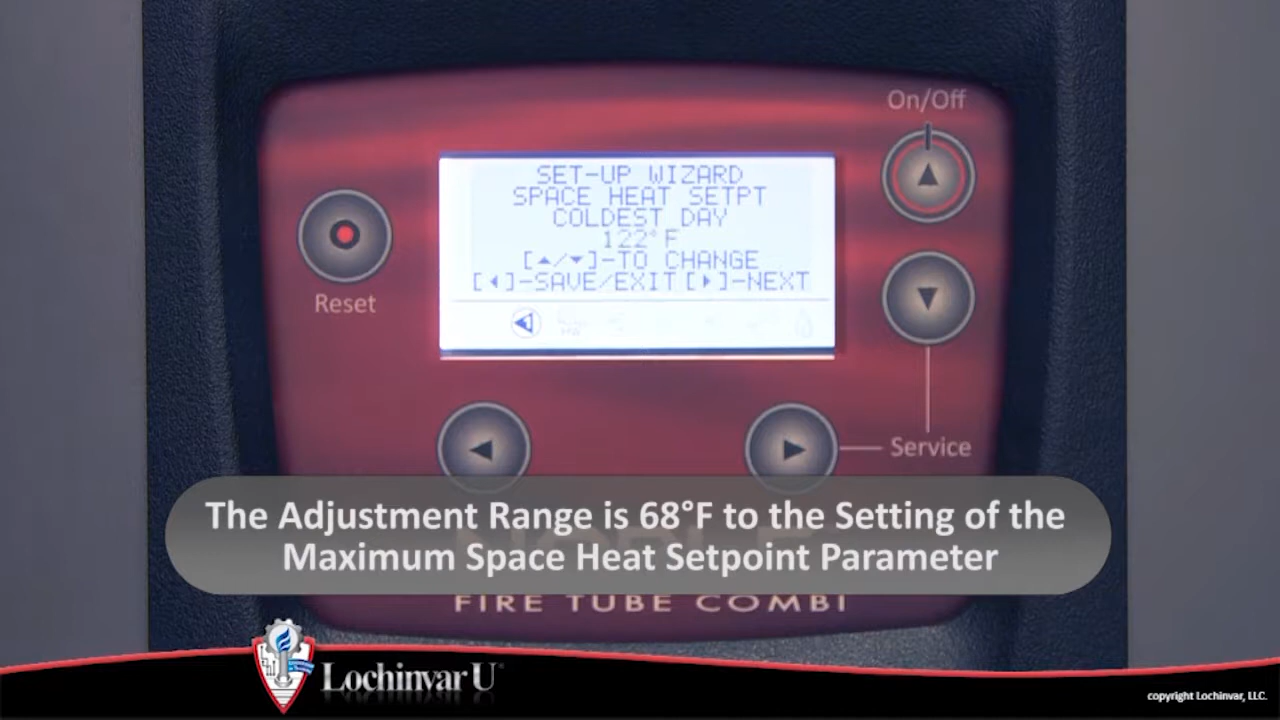 On/Off
SET-UP WIZARD
SPACE HEAT SETPT
COLDEST DAY
122°F
[▲/▼]-TO CHANGE
[◀]-SAVE/EXIT [▶]-NEXT
Reset
Service
The Adjustment Range is 68°F to the Setting of the
Maximum Space Heat Setpoint Parameter
FIRE TUBE COMBI
Lochinvar U
copyright Lochinvar, LLC.